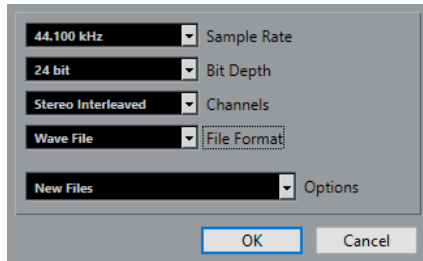 44.100 kHz Sample Rate
24 bit Bit Depth
Stereo Interleaved Channels
Wave File File Format
New Files Options
OK Cancel